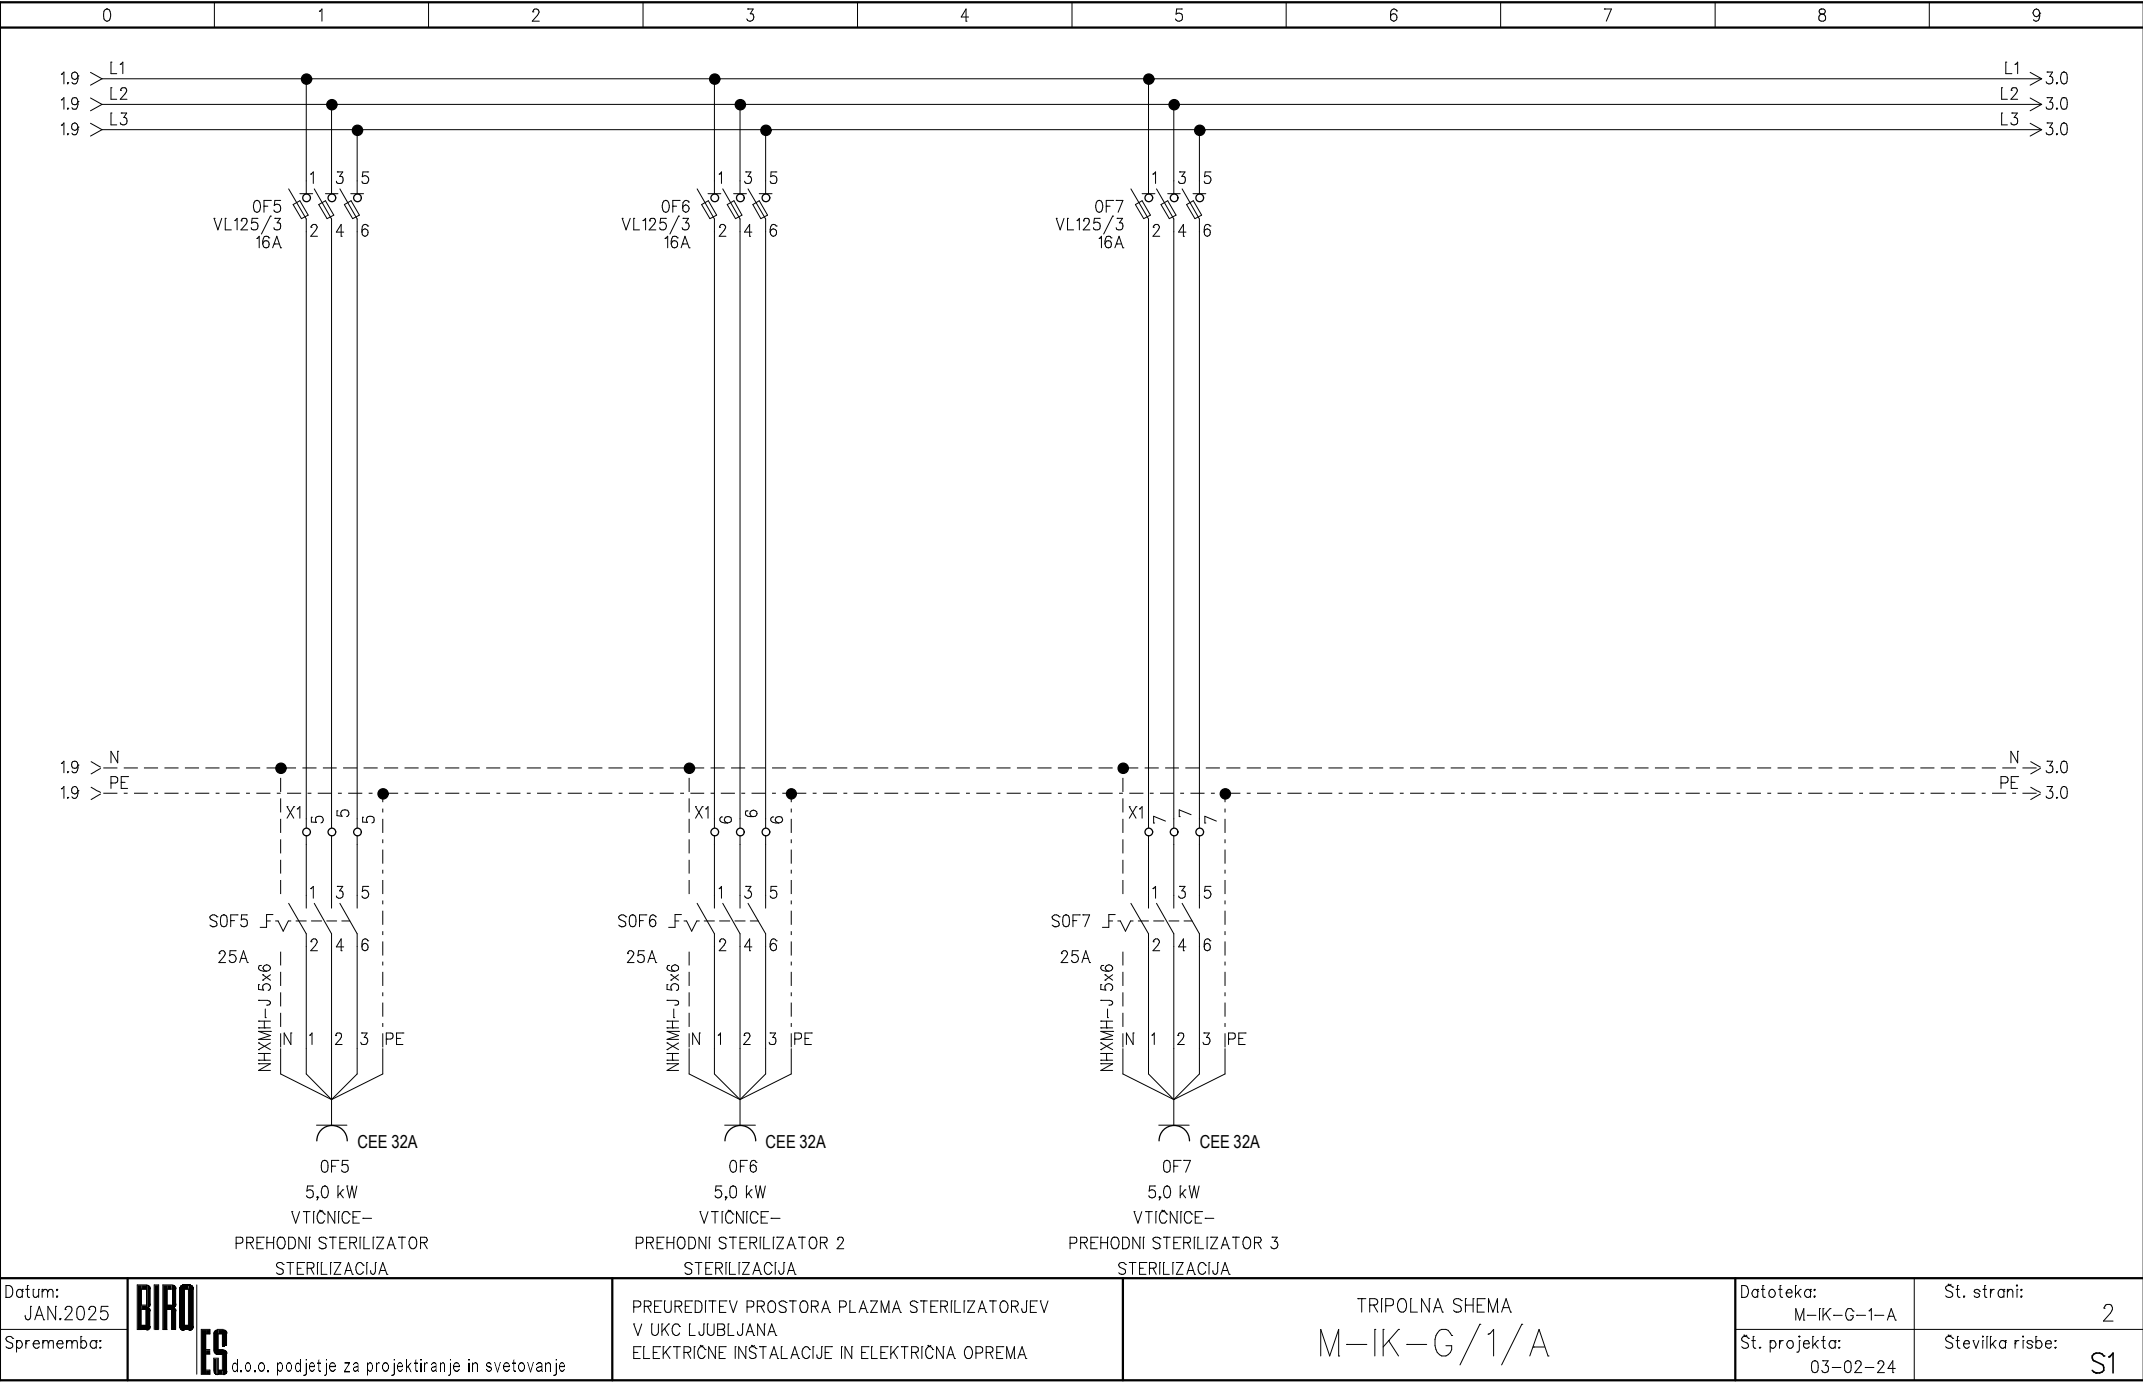 0 1 2 3 4 5 6 7 8 9
1.9 L1 L1 3.0
1.9 L2 L2 3.0
1.9 L3 L3 3.0
1 3 5 1 3 5 1 3 5
0F5 0F6 0F7
VL125/3 VL125/3 VL125/3
2 4 6 2 4 6 2 4 6
16A 16A 16A
1.9 N N 3.0
1.9 PE PE 3.0
X1 5 5 5 X1 6 6 6 X1 7 7 7
1 3 5 1 3 5 1 3 5
S0F5 S0F6 S0F7
2 4 6 2 4 6 2 4 6
25A 25A 25A
NHXMH-J 5x6 NHXMH-J 5x6 NHXMH-J 5x6
N 1 2 3 PE N 1 2 3 PE N 1 2 3 PE
CEE 32A CEE 32A CEE 32A
0F5 0F6 0F7
5,0 kW 5,0 kW 5,0 kW
VTIČNICE- VTIČNICE- VTIČNICE-
PREHODNI STERILIZATOR PREHODNI STERILIZATOR 2 PREHODNI STERILIZATOR 3
STERILIZACIJA STERILIZACIJA STERILIZACIJA
Datum:
JAN.2025
Sprememba:
BIRO
ES d.o.o. podjetje za projektiranje in svetovanje
PREUREDITEV PROSTORA PLAZMA STERILIZATORJEV
V UKC LJUBLJANA
ELEKTRIČNE INŠTALACIJE IN ELEKTRIČNA OPREMA
TRIPOLNA SHEMA
M-IK-G/1/A
Datoteka:
M-IK-G-1-A
Št. projekta:
03-02-24
Št. strani:
2
Številka risbe:
S1